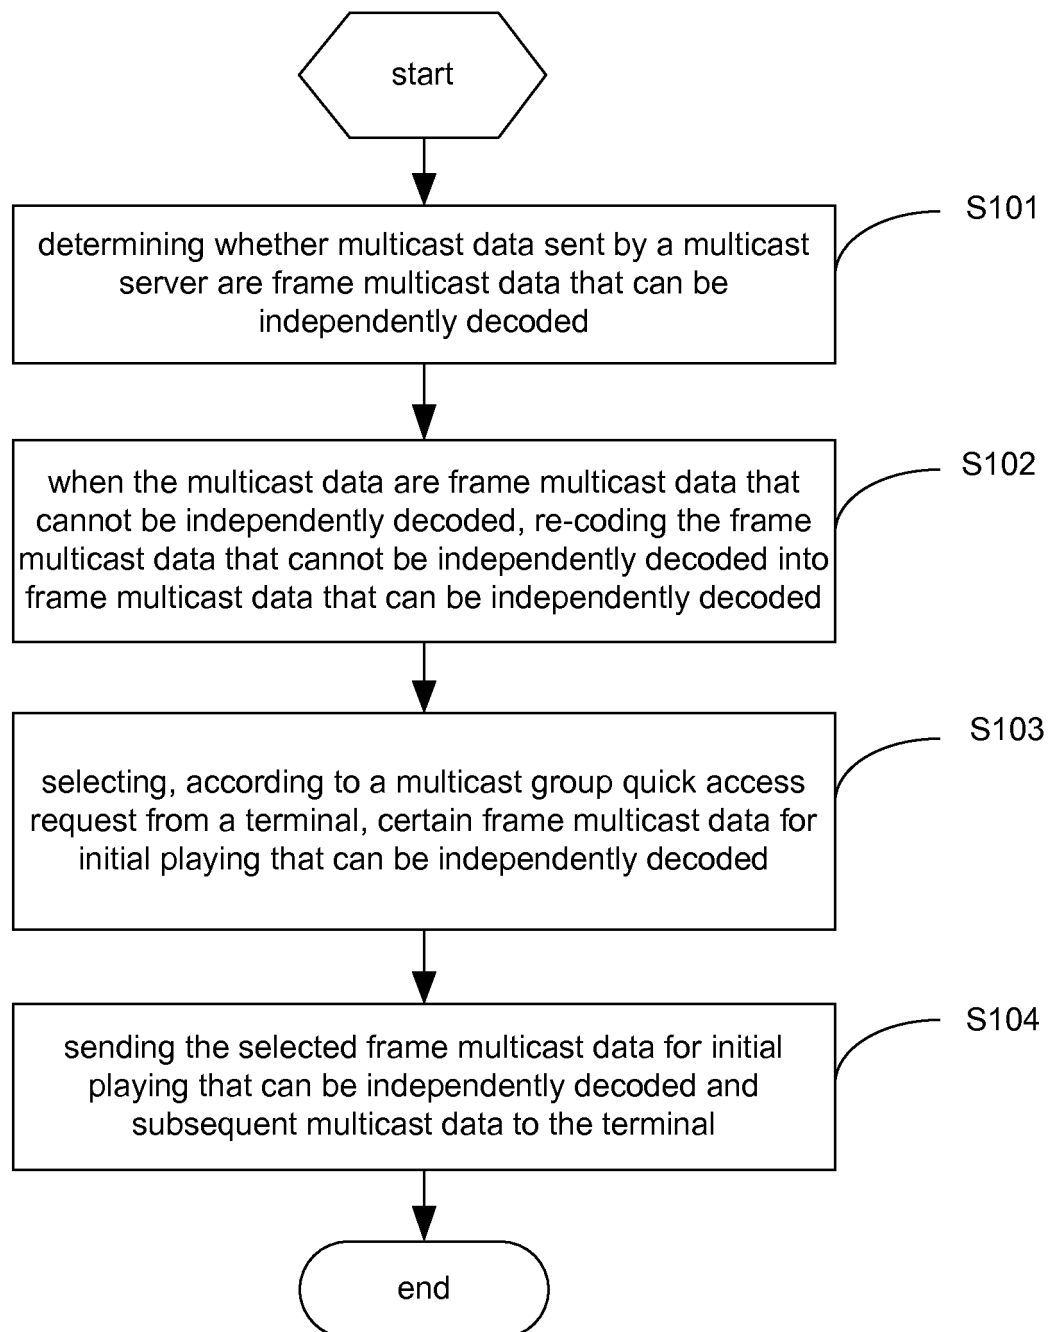 start
S101
determining whether multicast data sent by a multicast
server are frame multicast data that can be
independently decoded
S102
when the multicast data are frame multicast data that
cannot be independently decoded, re-coding the frame
multicast data that cannot be independently decoded into
frame multicast data that can be independently decoded
S103
selecting, according to a multicast group quick access
request from a terminal, certain frame multicast data for
initial playing that can be independently decoded
S104
sending the selected frame multicast data for initial
playing that can be independently decoded and
subsequent multicast data to the terminal
end